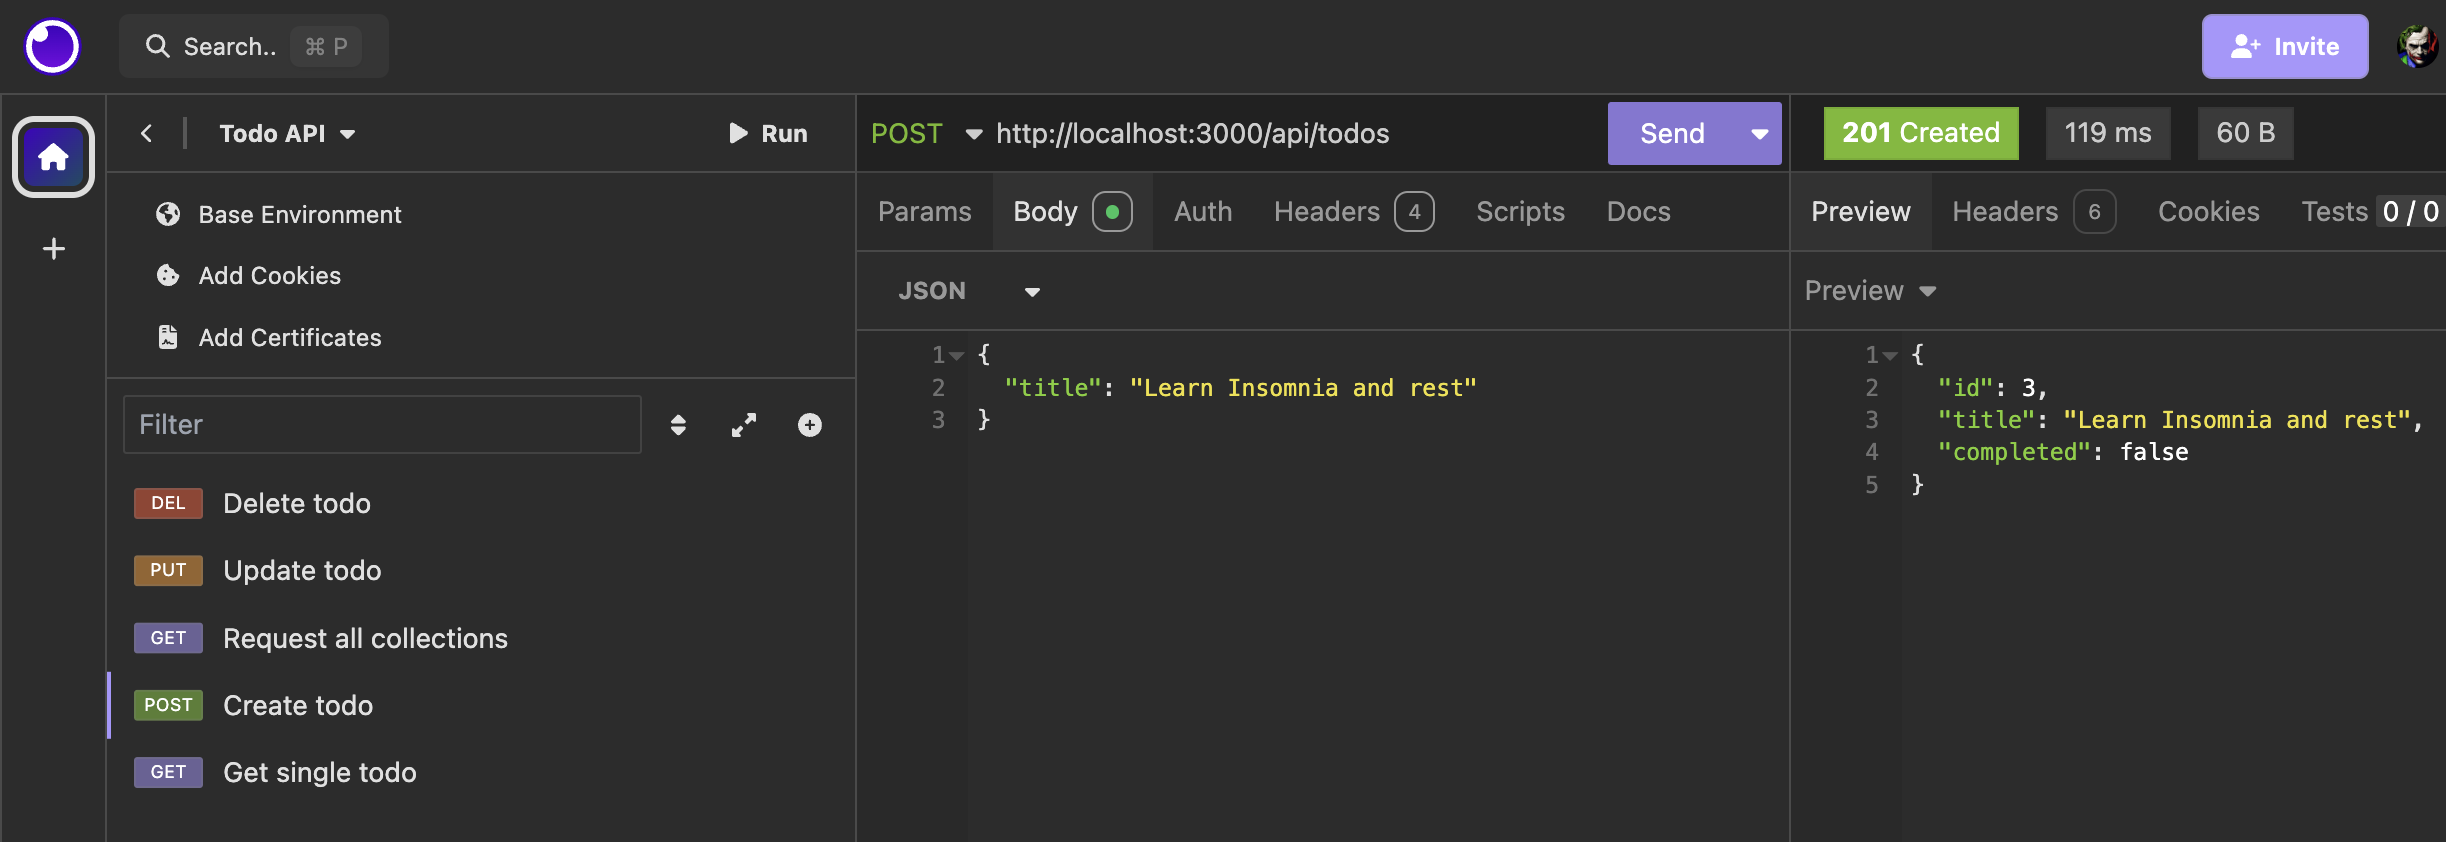 Search.. ⌘ P
Invite
Todo API
Run
Base Environment
Add Cookies
Add Certificates
Filter
DEL Delete todo
PUT Update todo
GET Request all collections
POST Create todo
GET Get single todo
POST http://localhost:3000/api/todos
Send
Params Body Auth Headers 4 Scripts Docs
JSON
1 {
2 "title": "Learn Insomnia and rest"
3 }
201 Created 119 ms 60 B
Preview Headers 6 Cookies Tests 0 / 0
Preview
1 {
2 "id": 3,
3 "title": "Learn Insomnia and rest",
4 "completed": false
5 }